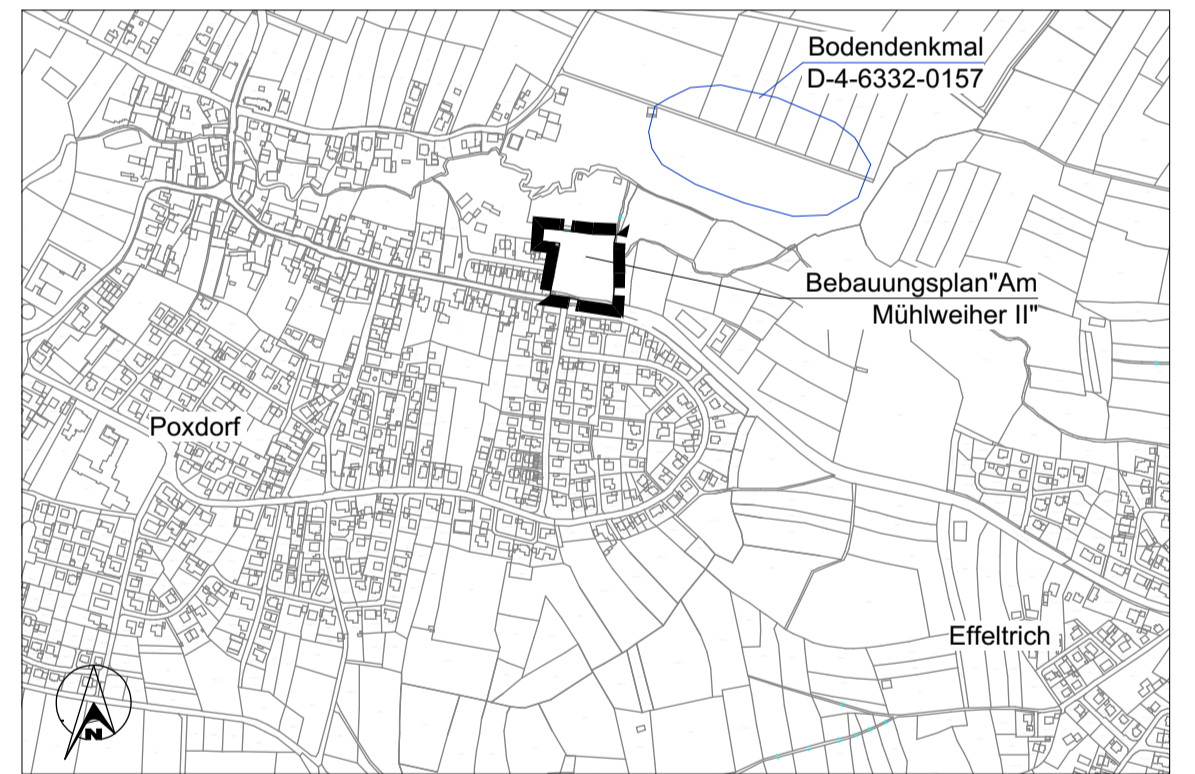 Bodendenkmal
D-4-6332-0157
Bebauungsplan"Am
Mühlweiher II"
Poxdorf
Effeltrich
N